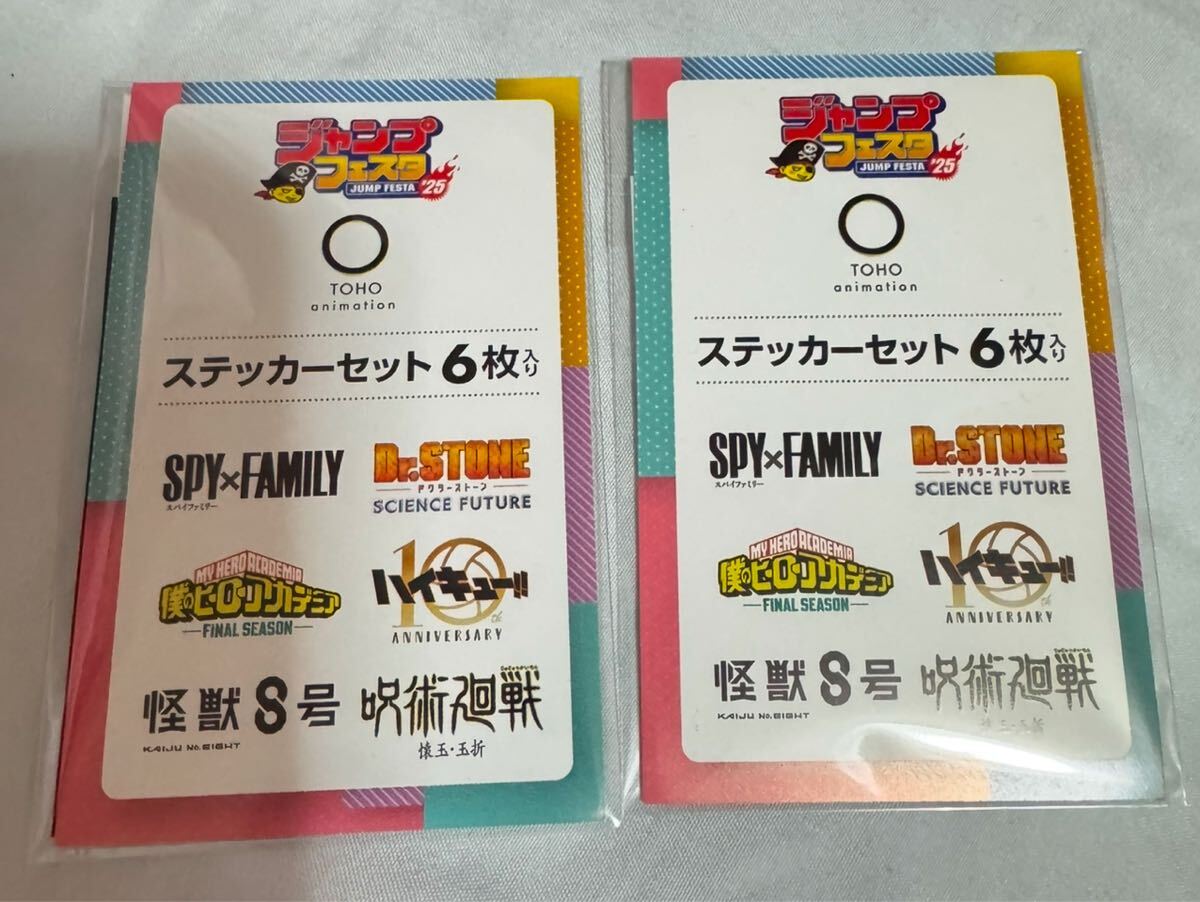 ジャンプ
フェスタ
JUMP FESTA '25
TOHO
animation
ステッカーセット 6枚入り
SPY×FAMILY
スパイファミリー
Dr.STONE
ドクターストーン
SCIENCE FUTURE
MY HERO ACADEMIA
僕のヒーローアカデミア
FINAL SEASON
10th
ハイキュー!!
ANNIVERSARY
怪獣8号
KAIJU No.EIGHT
呪術廻戦
懐玉・玉折
ジャンプ
フェスタ
JUMP FESTA '25
TOHO
animation
ステッカーセット 6枚入り
SPY×FAMILY
スパイファミリー
Dr.STONE
ドクターストーン
SCIENCE FUTURE
MY HERO ACADEMIA
僕のヒーローアカデミア
FINAL SEASON
10th
ハイキュー!!
ANNIVERSARY
怪獣8号
KAIJU No.EIGHT
呪術廻戦
懐玉・玉折